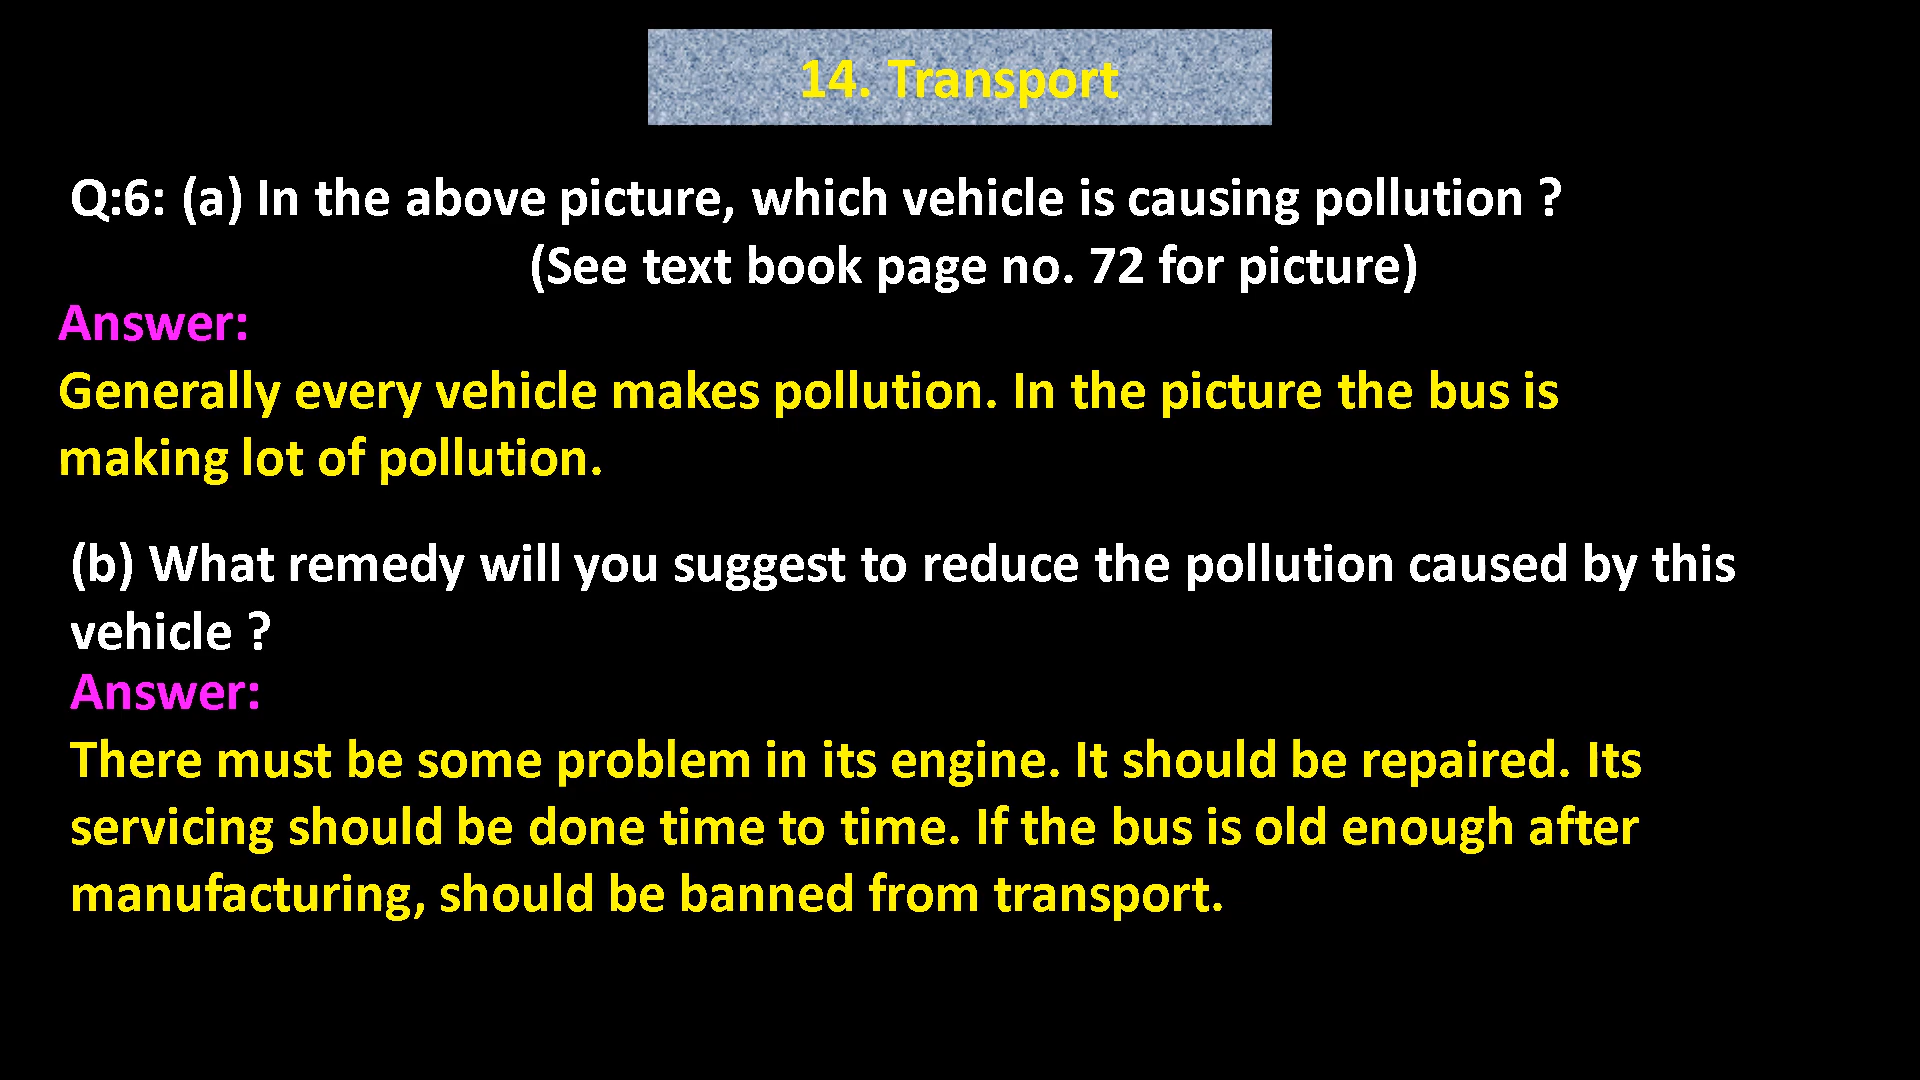 14. Transport
Q:6: (a) In the above picture, which vehicle is causing pollution ?
(See text book page no. 72 for picture)
Answer:
Generally every vehicle makes pollution. In the picture the bus is
making lot of pollution.
(b) What remedy will you suggest to reduce the pollution caused by this
vehicle ?
Answer:
There must be some problem in its engine. It should be repaired. Its
servicing should be done time to time. If the bus is old enough after
manufacturing, should be banned from transport.